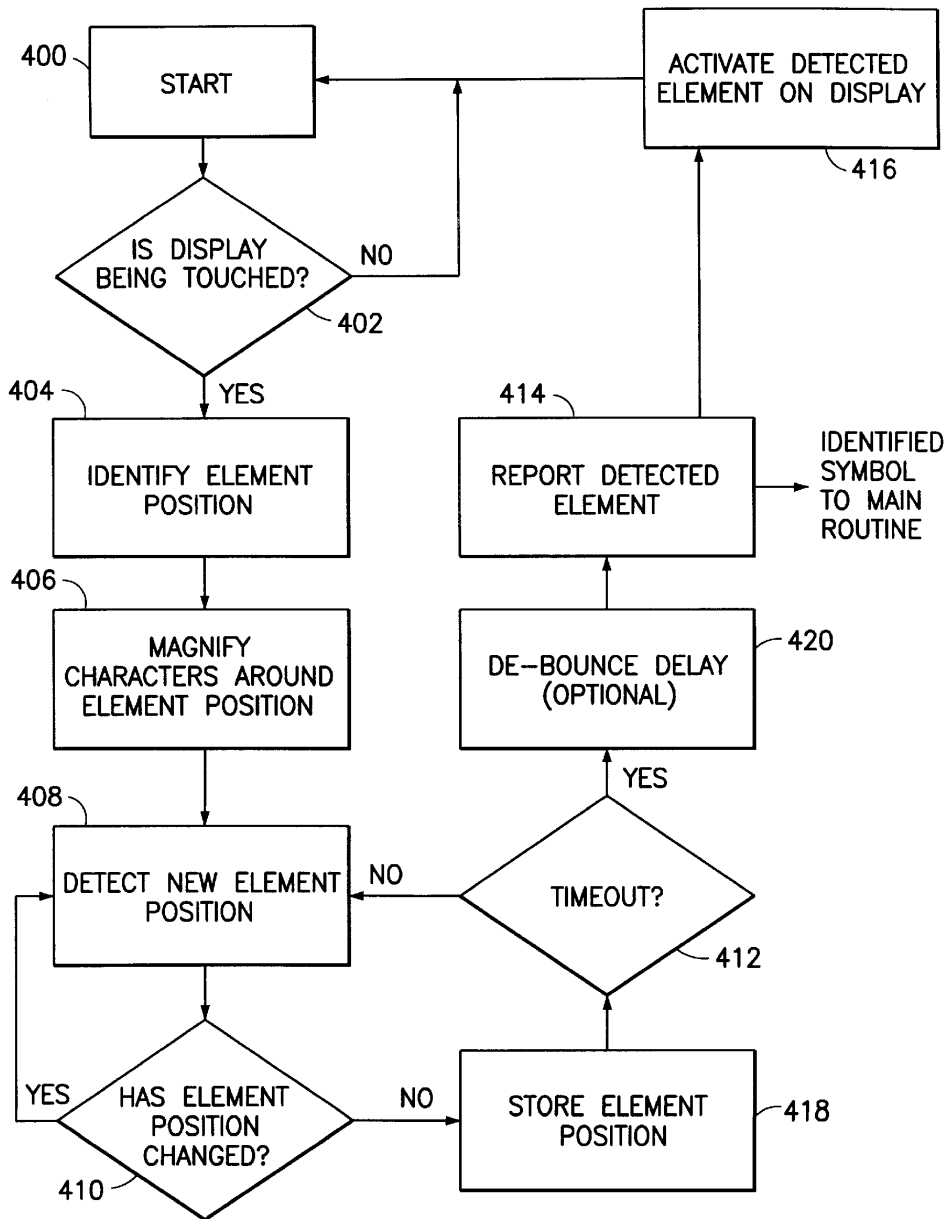 400
START
ACTIVATE DETECTED
ELEMENT ON DISPLAY
416
IS DISPLAY
BEING TOUCHED?
NO
402
YES
404
IDENTIFY ELEMENT
POSITION
414
REPORT DETECTED
ELEMENT
IDENTIFIED
SYMBOL
TO MAIN
ROUTINE
406
MAGNIFY
CHARACTERS AROUND
ELEMENT POSITION
DE-BOUNCE DELAY
(OPTIONAL)
420
YES
408
DETECT NEW ELEMENT
POSITION
NO
TIMEOUT?
412
YES
HAS ELEMENT
POSITION
CHANGED?
NO
410
STORE ELEMENT
POSITION
418